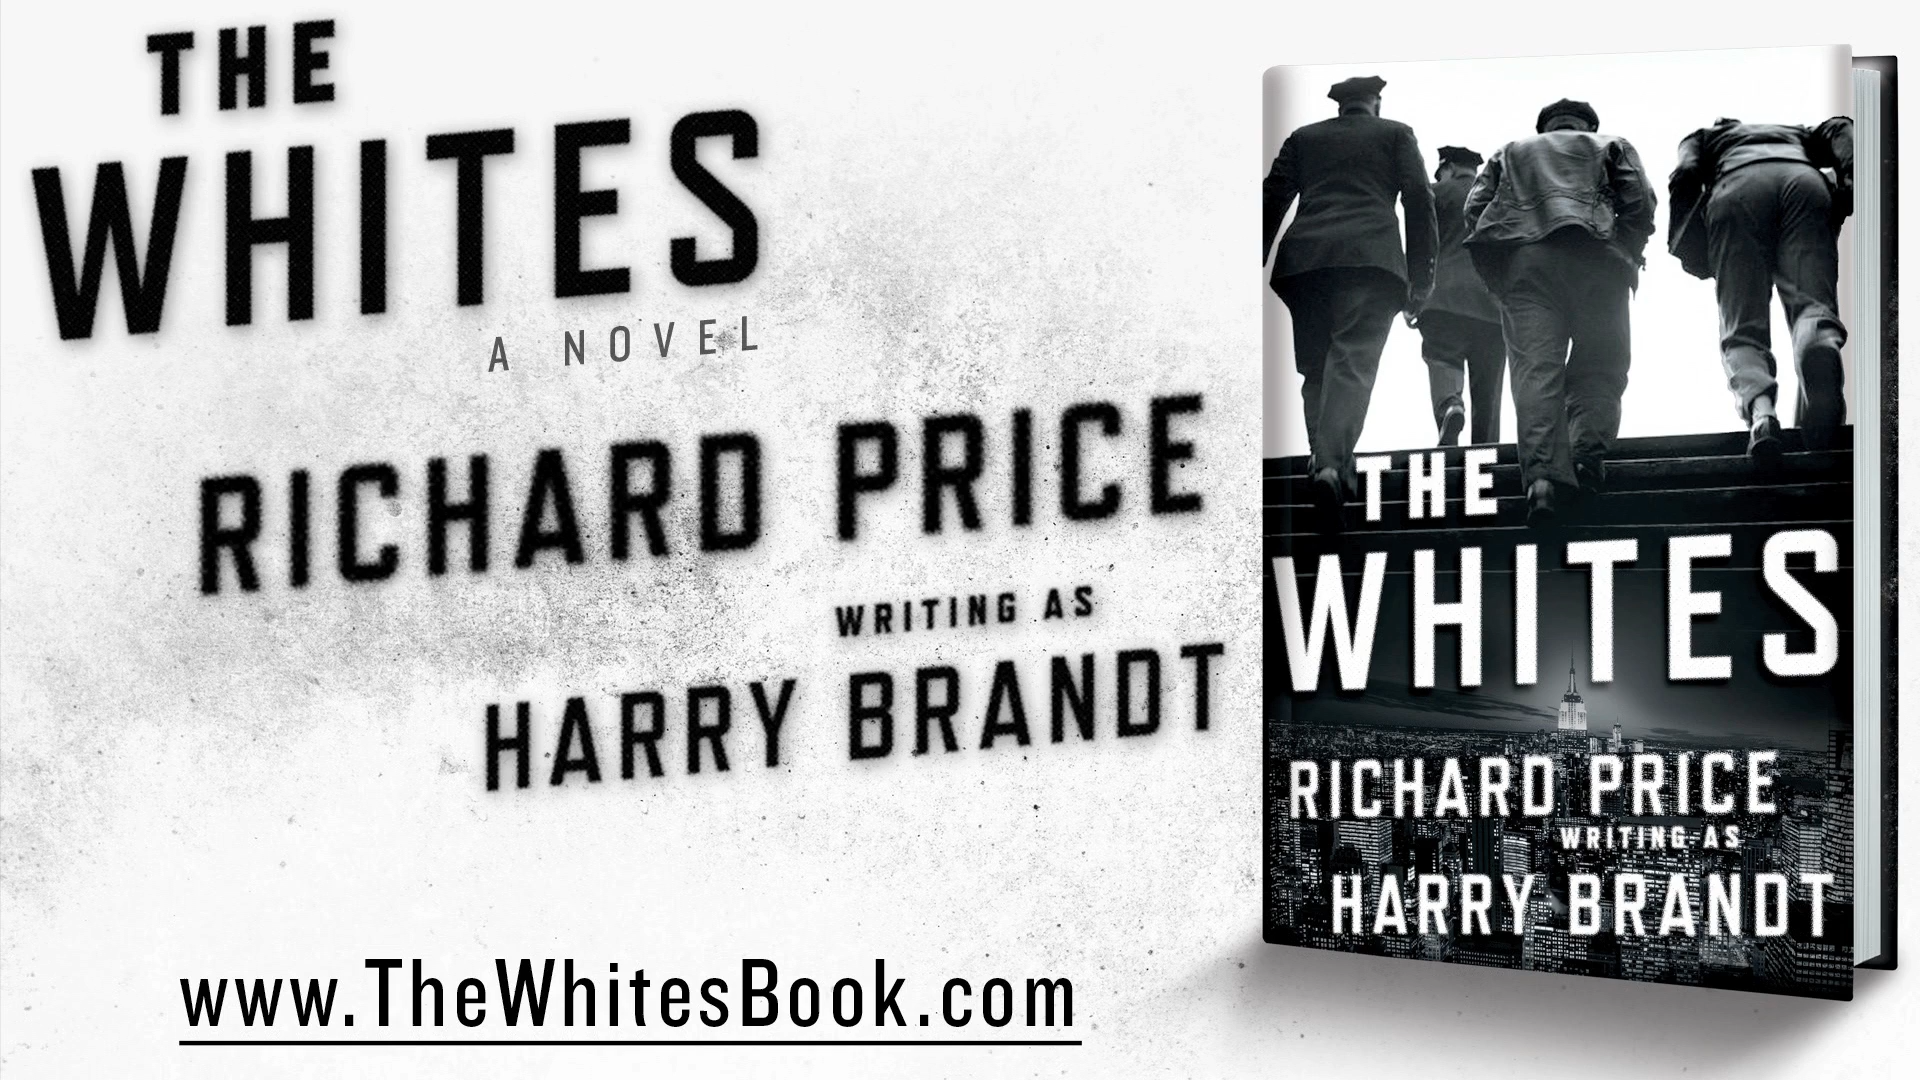 THE
WHITES
A NOVEL
RICHARD PRICE
WRITING AS
HARRY BRANDT
www.TheWhitesBook.com
THE
WHITES
RICHARD PRICE
WRITING AS
HARRY BRANDT